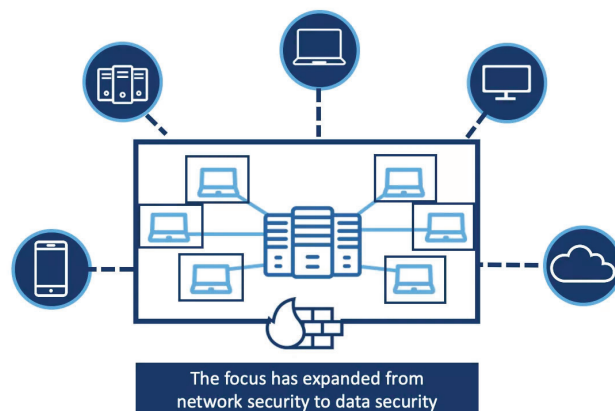 The focus has expanded from
network security to data security